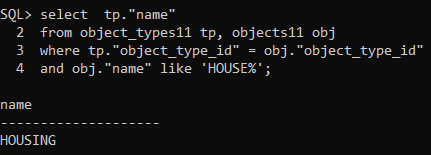 SQL> select  tp."name"
  2  from object_types11 tp, objects11 obj
  3  where tp."object_type_id" = obj."object_type_id"
  4  and obj."name" like 'HOUSE%';
name
--------------------
HOUSING